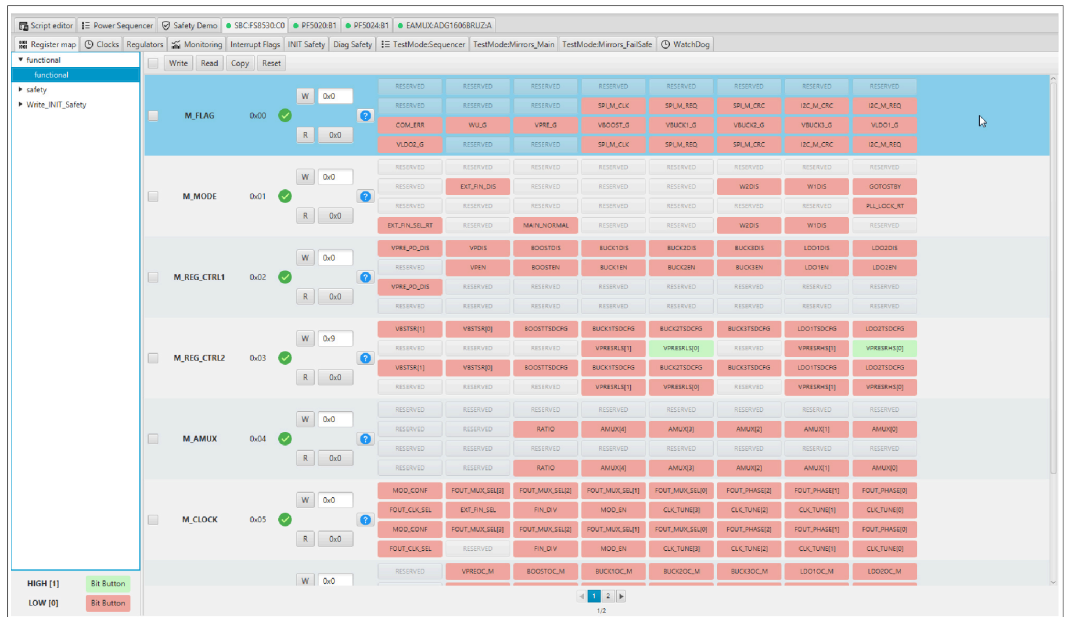 Script editor Power Sequencer Safety Demo SBC:FS8530:C0 PF5020:B1 PF5024:B1 EAMUX:ADG1606BRUZ:A
Register map Clocks Regulators Monitoring Interrupt Flags INIT Safety Diag Safety TestMode:Sequencer TestMode:Mirrors_Main TestMode:Mirrors_FailSafe WatchDog
functional
functional
safety
Write_INIT_Safety
Write Read Copy Reset
M_FLAG 0x00 W 0x0 R 0x0
RESERVED RESERVED RESERVED RESERVED RESERVED RESERVED RESERVED RESERVED
RESERVED RESERVED RESERVED SPI_M_CLK SPI_M_REQ SPI_M_CRC I2C_M_CRC I2C_M_REQ
COM_ERR WU_G VPRE_G VBOOST_G VBUCK1_G VBUCK2_G VBUCK3_G VLDO1_G
VLDO2_G RESERVED RESERVED SPI_M_CLK SPI_M_REQ SPI_M_CRC I2C_M_CRC I2C_M_REQ
M_MODE 0x01 W 0x0 R 0x0
RESERVED RESERVED RESERVED RESERVED RESERVED RESERVED RESERVED RESERVED
RESERVED EXT_FIN_DIS RESERVED RESERVED RESERVED W2DIS W1DIS GOTOSTBY
RESERVED RESERVED RESERVED RESERVED RESERVED RESERVED RESERVED PLL_LOCK_RT
EXT_FIN_SEL_RT RESERVED MAIN_NORMAL RESERVED RESERVED W2DIS W1DIS RESERVED
M_REG_CTRL1 0x02 W 0x0 R 0x0
VPRE_PD_DIS VPDIS BOOSTDIS BUCK1DIS BUCK2DIS BUCK3DIS LDO1DIS LDO2DIS
RESERVED VPEN BOOSTEN BUCK1EN BUCK2EN BUCK3EN LDO1EN LDO2EN
VPRE_PD_DIS RESERVED RESERVED RESERVED RESERVED RESERVED RESERVED RESERVED
RESERVED RESERVED RESERVED RESERVED RESERVED RESERVED RESERVED RESERVED
M_REG_CTRL2 0x03 W 0x9 R 0x0
VBSTSR[1] VBSTSR[0] BOOSTTSDCFG BUCK1TSDCFG BUCK2TSDCFG BUCK3TSDCFG LDO1TSDCFG LDO2TSDCFG
RESERVED RESERVED RESERVED VPRESRLS[1] VPRESRLS[0] RESERVED VPRESRHS[1] VPRESRHS[0]
VBSTSR[1] VBSTSR[0] BOOSTTSDCFG BUCK1TSDCFG BUCK2TSDCFG BUCK3TSDCFG LDO1TSDCFG LDO2TSDCFG
RESERVED RESERVED RESERVED VPRESRLS[1] VPRESRLS[0] RESERVED VPRESRHS[1] VPRESRHS[0]
M_AMUX 0x04 W 0x0 R 0x0
RESERVED RESERVED RESERVED RESERVED RESERVED RESERVED RESERVED RESERVED
RESERVED RESERVED RATIO AMUX[4] AMUX[3] AMUX[2] AMUX[1] AMUX[0]
RESERVED RESERVED RESERVED RESERVED RESERVED RESERVED RESERVED RESERVED
RESERVED RESERVED RATIO AMUX[4] AMUX[3] AMUX[2] AMUX[1] AMUX[0]
M_CLOCK 0x05 W 0x0 R 0x0
MOD_CONF FOUT_MUX_SEL[3] FOUT_MUX_SEL[2] FOUT_MUX_SEL[1] FOUT_MUX_SEL[0] FOUT_PHASE[2] FOUT_PHASE[1] FOUT_PHASE[0]
FOUT_CLK_SEL EXT_FIN_SEL FIN_DIV MOD_EN CLK_TUNE[3] CLK_TUNE[2] CLK_TUNE[1] CLK_TUNE[0]
MOD_CONF FOUT_MUX_SEL[3] FOUT_MUX_SEL[2] FOUT_MUX_SEL[1] FOUT_MUX_SEL[0] FOUT_PHASE[2] FOUT_PHASE[1] FOUT_PHASE[0]
FOUT_CLK_SEL RESERVED FIN_DIV MOD_EN CLK_TUNE[3] CLK_TUNE[2] CLK_TUNE[1] CLK_TUNE[0]
W 0x0
RESERVED VPREOC_M BOOSTOC_M BUCK1OC_M BUCK2OC_M BUCK3OC_M LDO1OC_M LDO2OC_M
HIGH [1] Bit Button
LOW [0] Bit Button
1 2
1/2